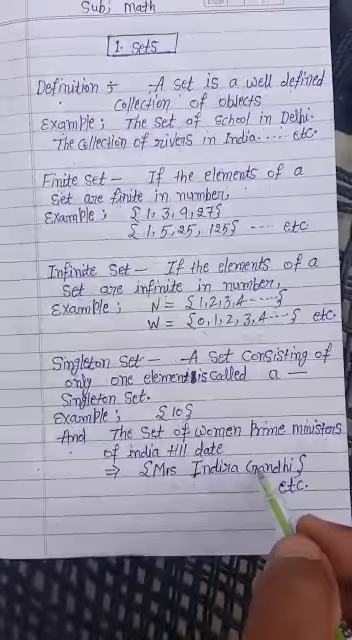 Sub; Math
1. Sets
Definition ÷ A set is a well defined
collection of objects
Example; The set of school in Delhi.
The collection of rivers in India..... etc.
Finite Set — If the elements of a
set are finite in number,
Example; {1, 3, 9, 27}
{1, 5, 25, 125} --- etc
Infinite Set — If the elements of a
set are infinite in number,
Example; N = {1,2,3,4-----}
W = {0,1,2,3,4---} etc
Singleton Set — A set consisting of
only one element is called a —
Singleton set.
Example; {10}
And The set of women Prime ministers
of india till date
⇒ {Mrs Indira Gandhi}
etc.